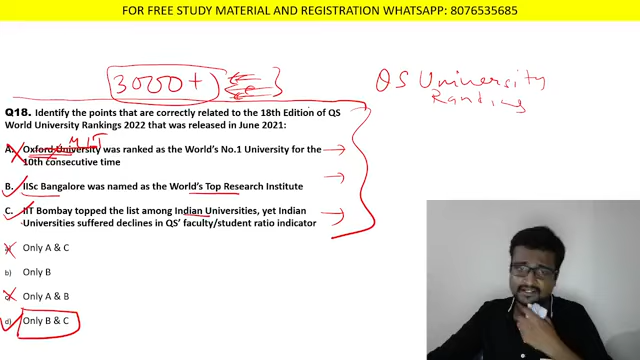 FOR FREE STUDY MATERIAL AND REGISTRATION WHATSAPP: 8076535685
3000+
QS University
Ranking
Q18. Identify the points that are correctly related to the 18th Edition of QS
World University Rankings 2022 that was released in June 2021:
MIT
A. Oxford University was ranked as the World's No.1 University for the
10th consecutive time
B. IISc Bangalore was named as the World's Top Research Institute
C. IIT Bombay topped the list among Indian Universities, yet Indian
Universities suffered declines in QS' faculty/student ratio indicator
a) Only A & C
b) Only B
c) Only A & B
d) Only B & C